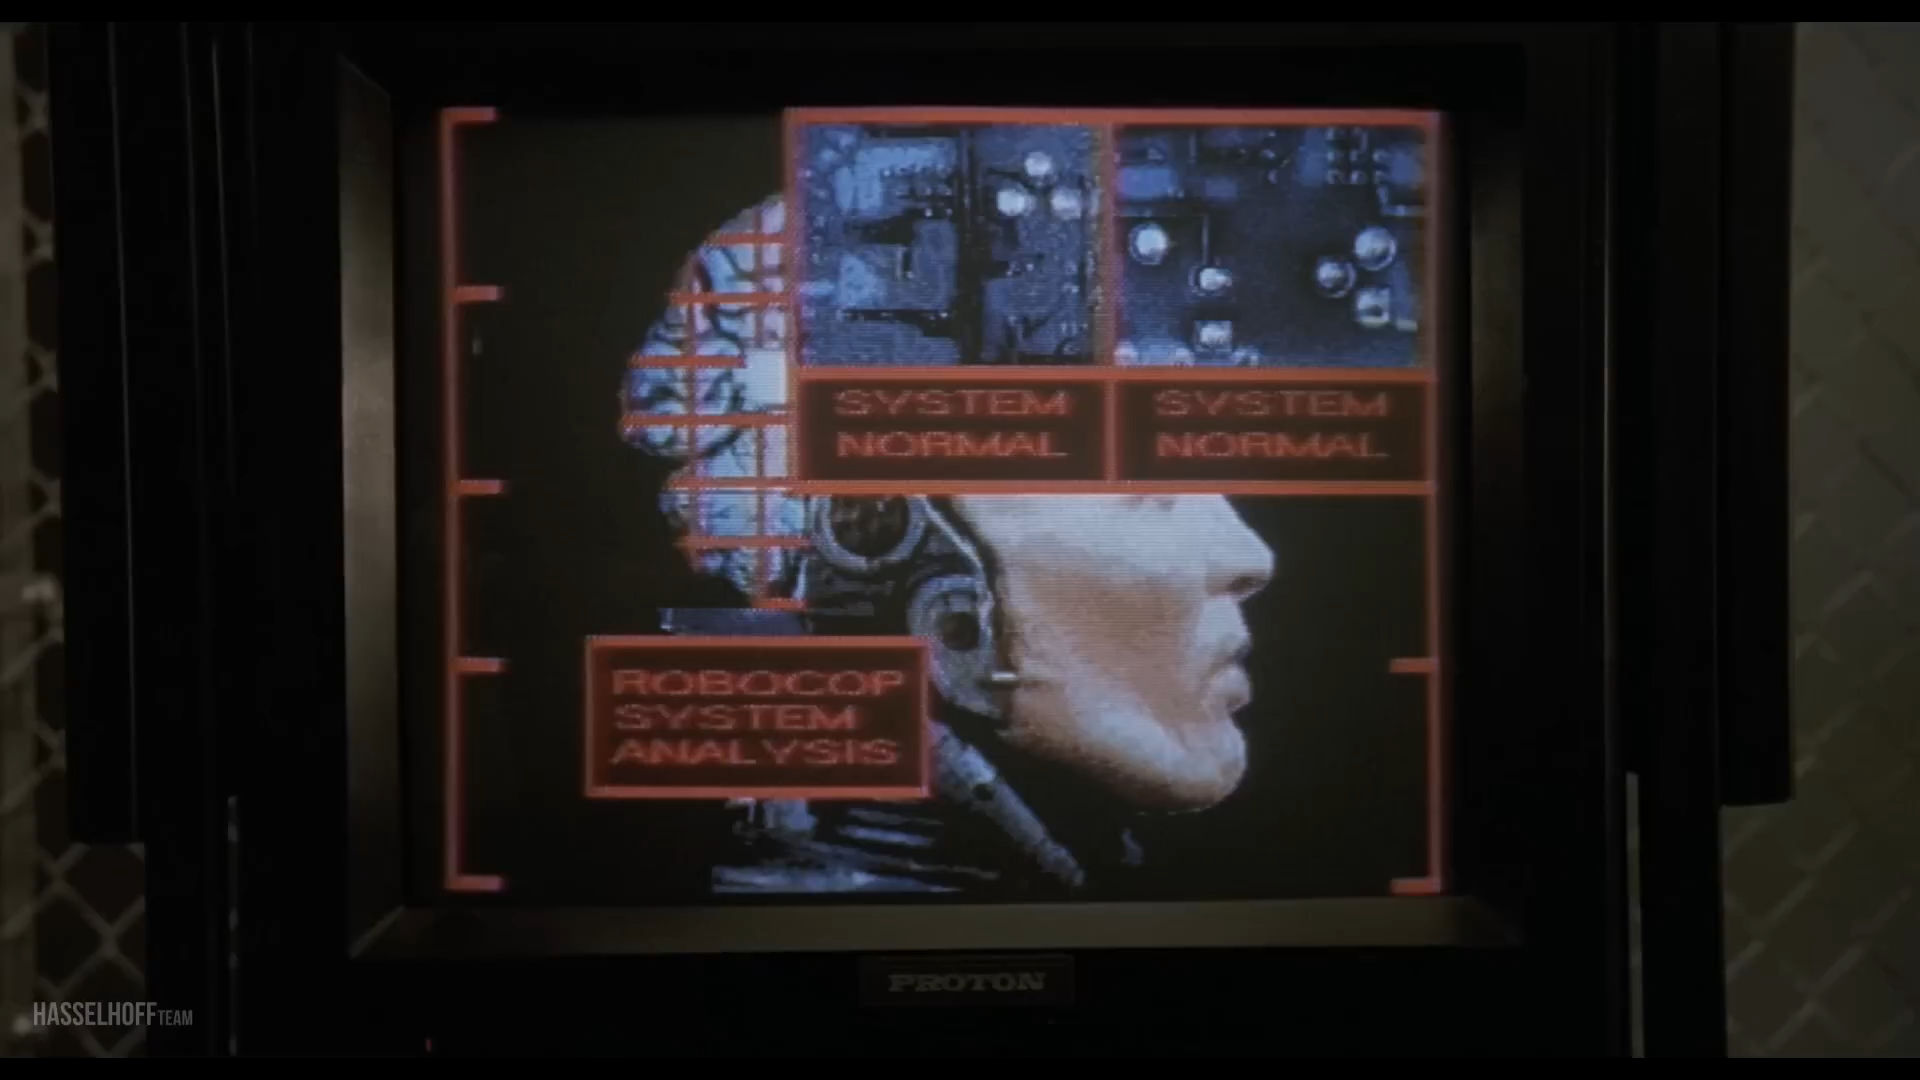 SYSTEM
NORMAL
SYSTEM
NORMAL
ROBOCOP
SYSTEM
ANALYSIS
PROTON
HASSELHOFF TEAM